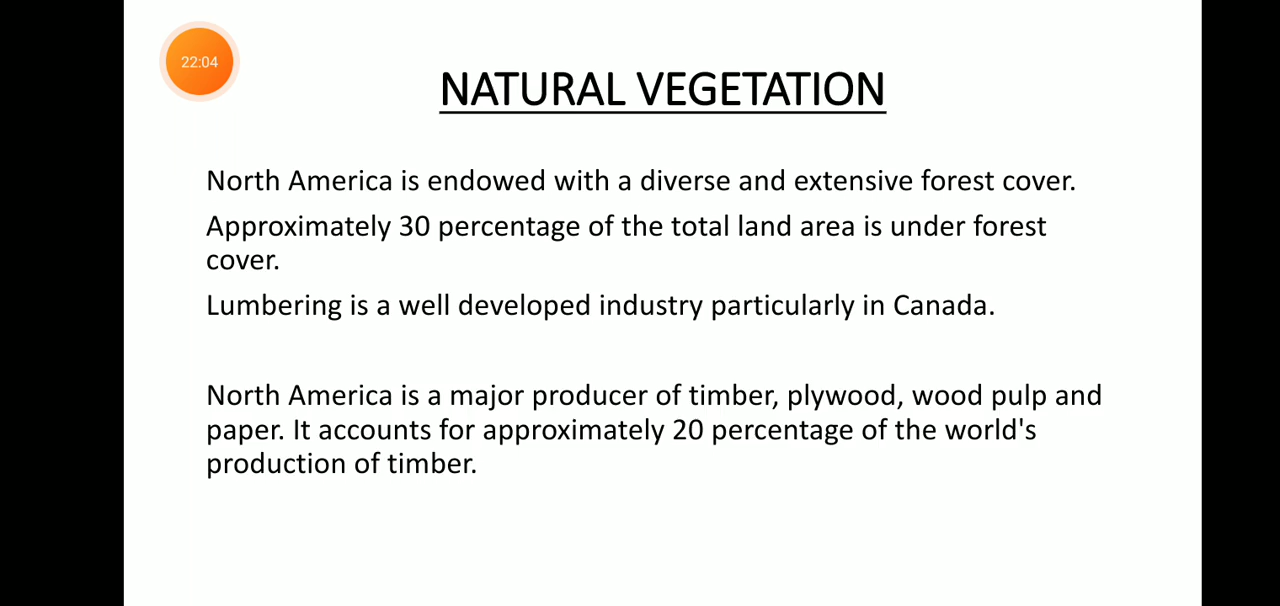 22:04
NATURAL VEGETATION
North America is endowed with a diverse and extensive forest cover.
Approximately 30 percentage of the total land area is under forest
cover.
Lumbering is a well developed industry particularly in Canada.
North America is a major producer of timber, plywood, wood pulp and
paper. It accounts for approximately 20 percentage of the world's
production of timber.